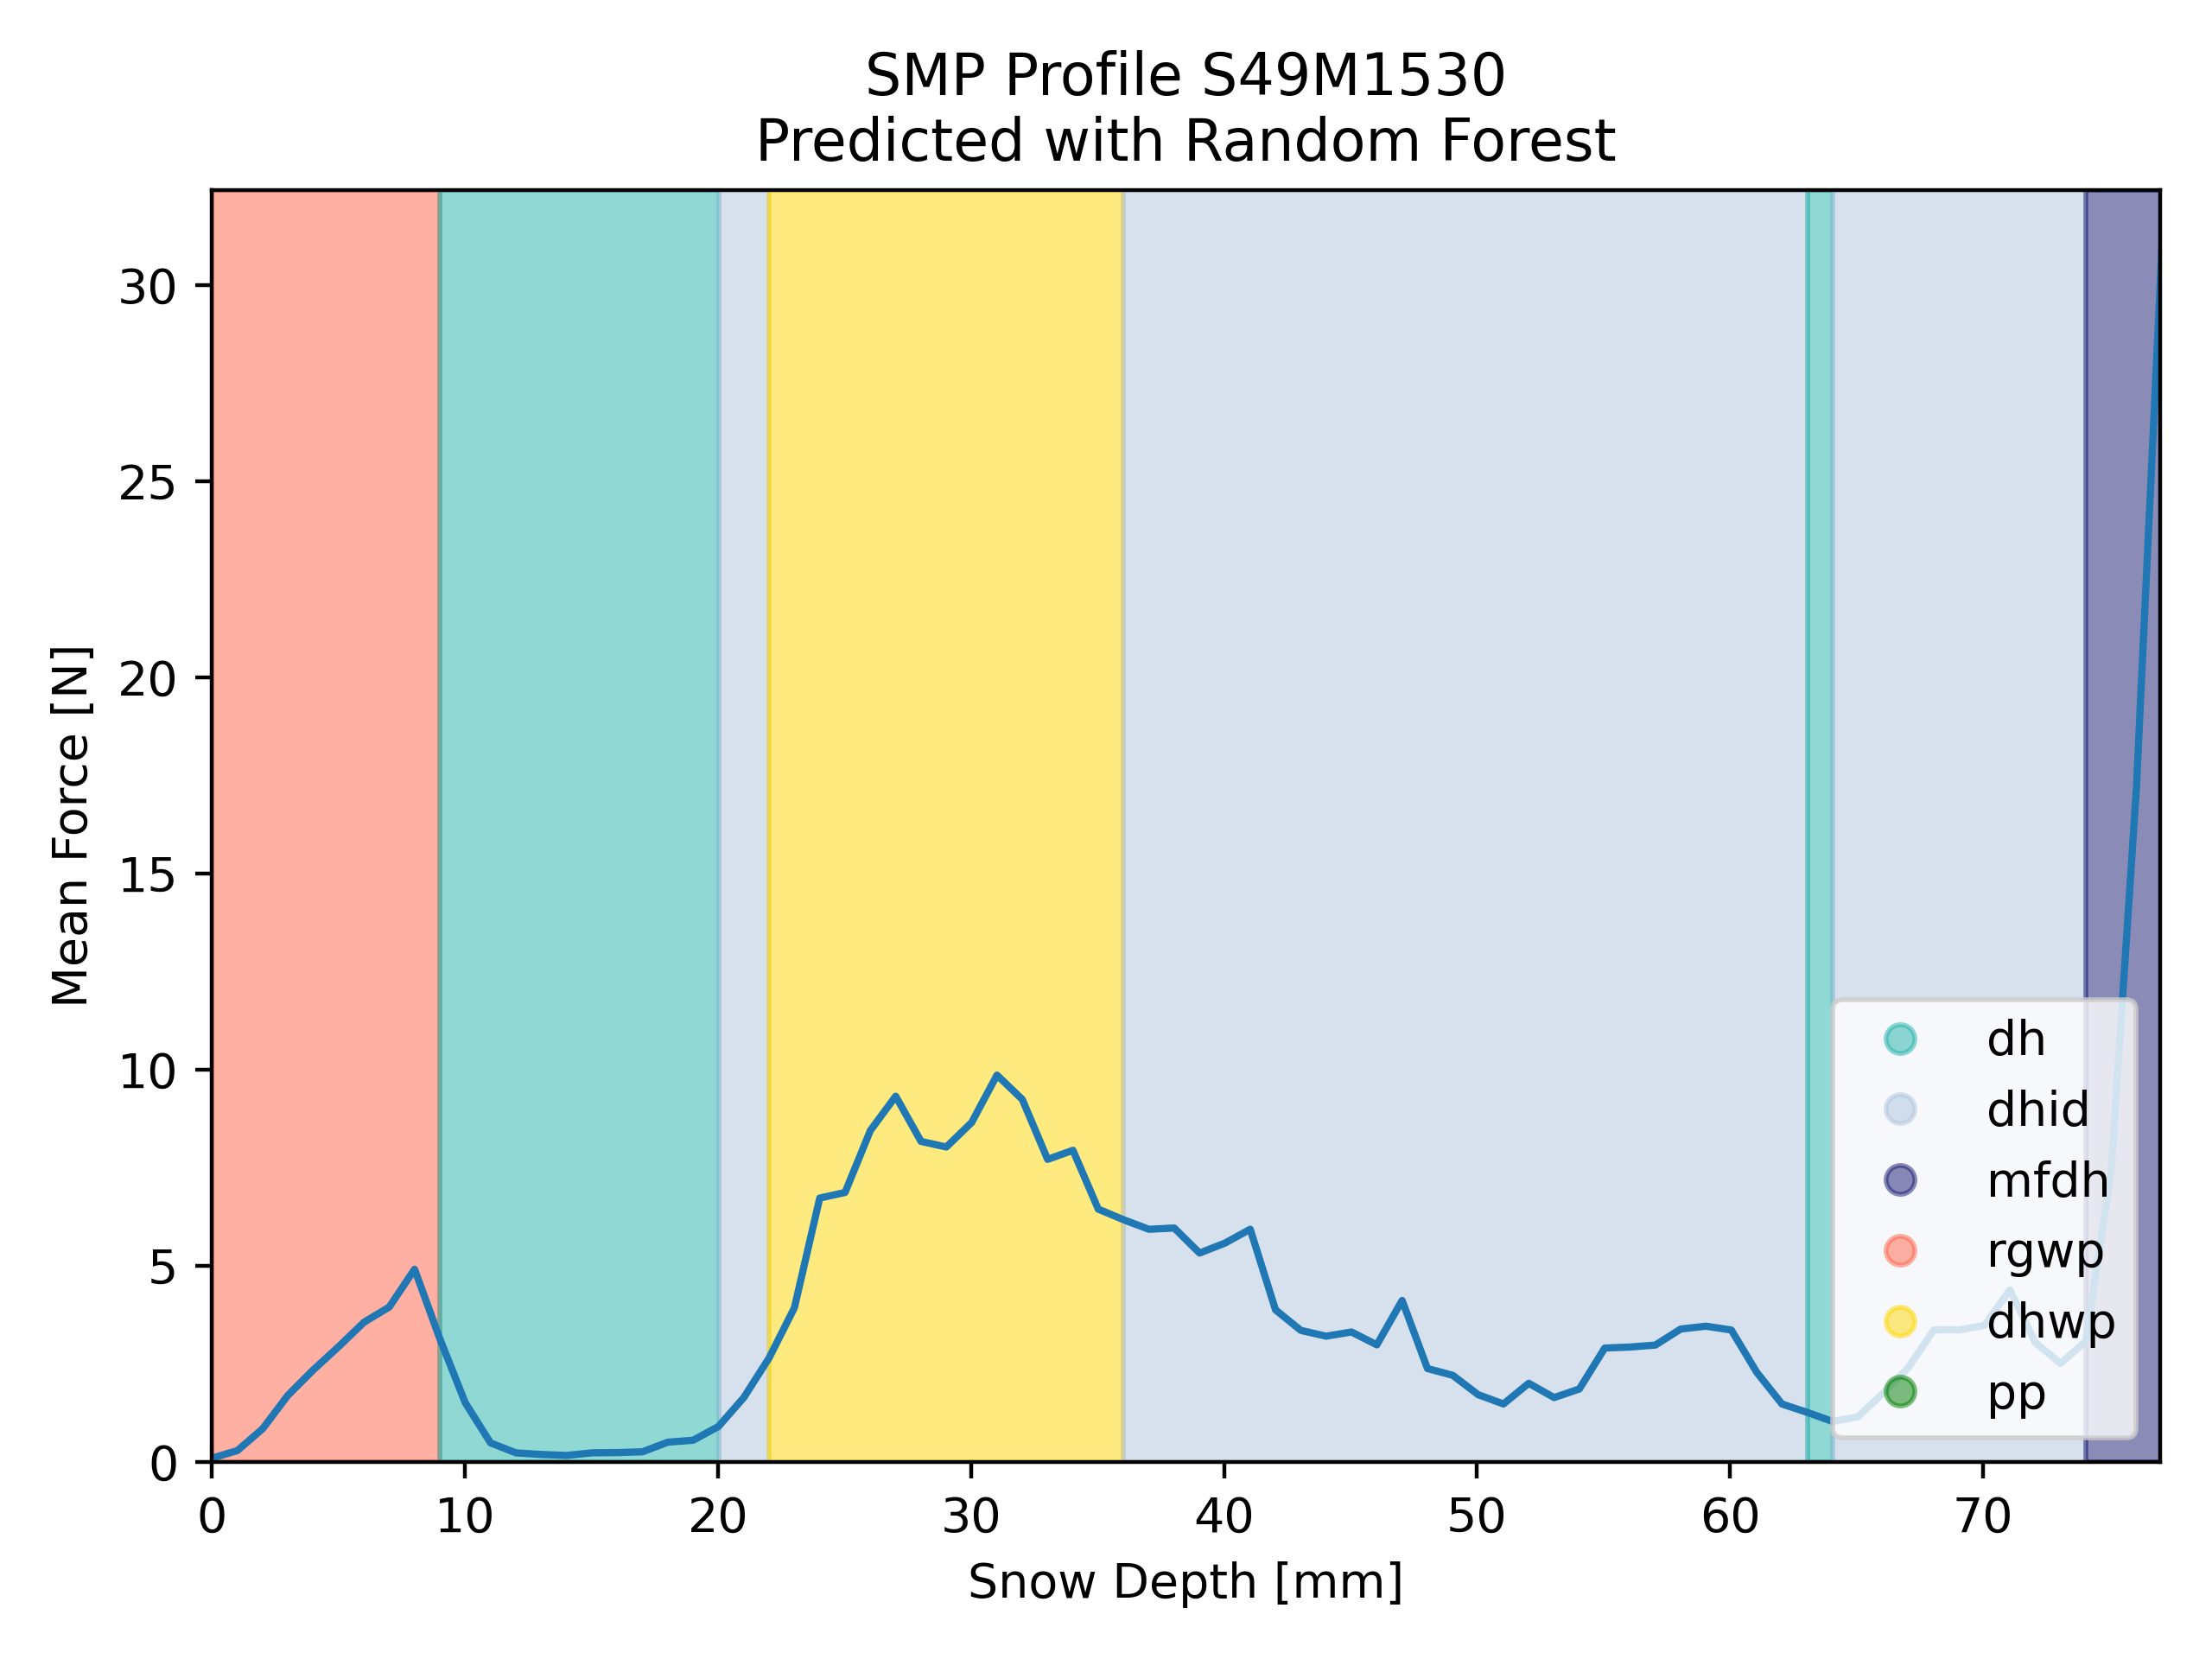 SMP Profile S49M1530
Predicted with Random Forest
Mean Force [N]
30
25
20
15
10
5
0
0 10 20 30 40 50 60 70
Snow Depth [mm]
dh
dhid
mfdh
rgwp
dhwp
pp